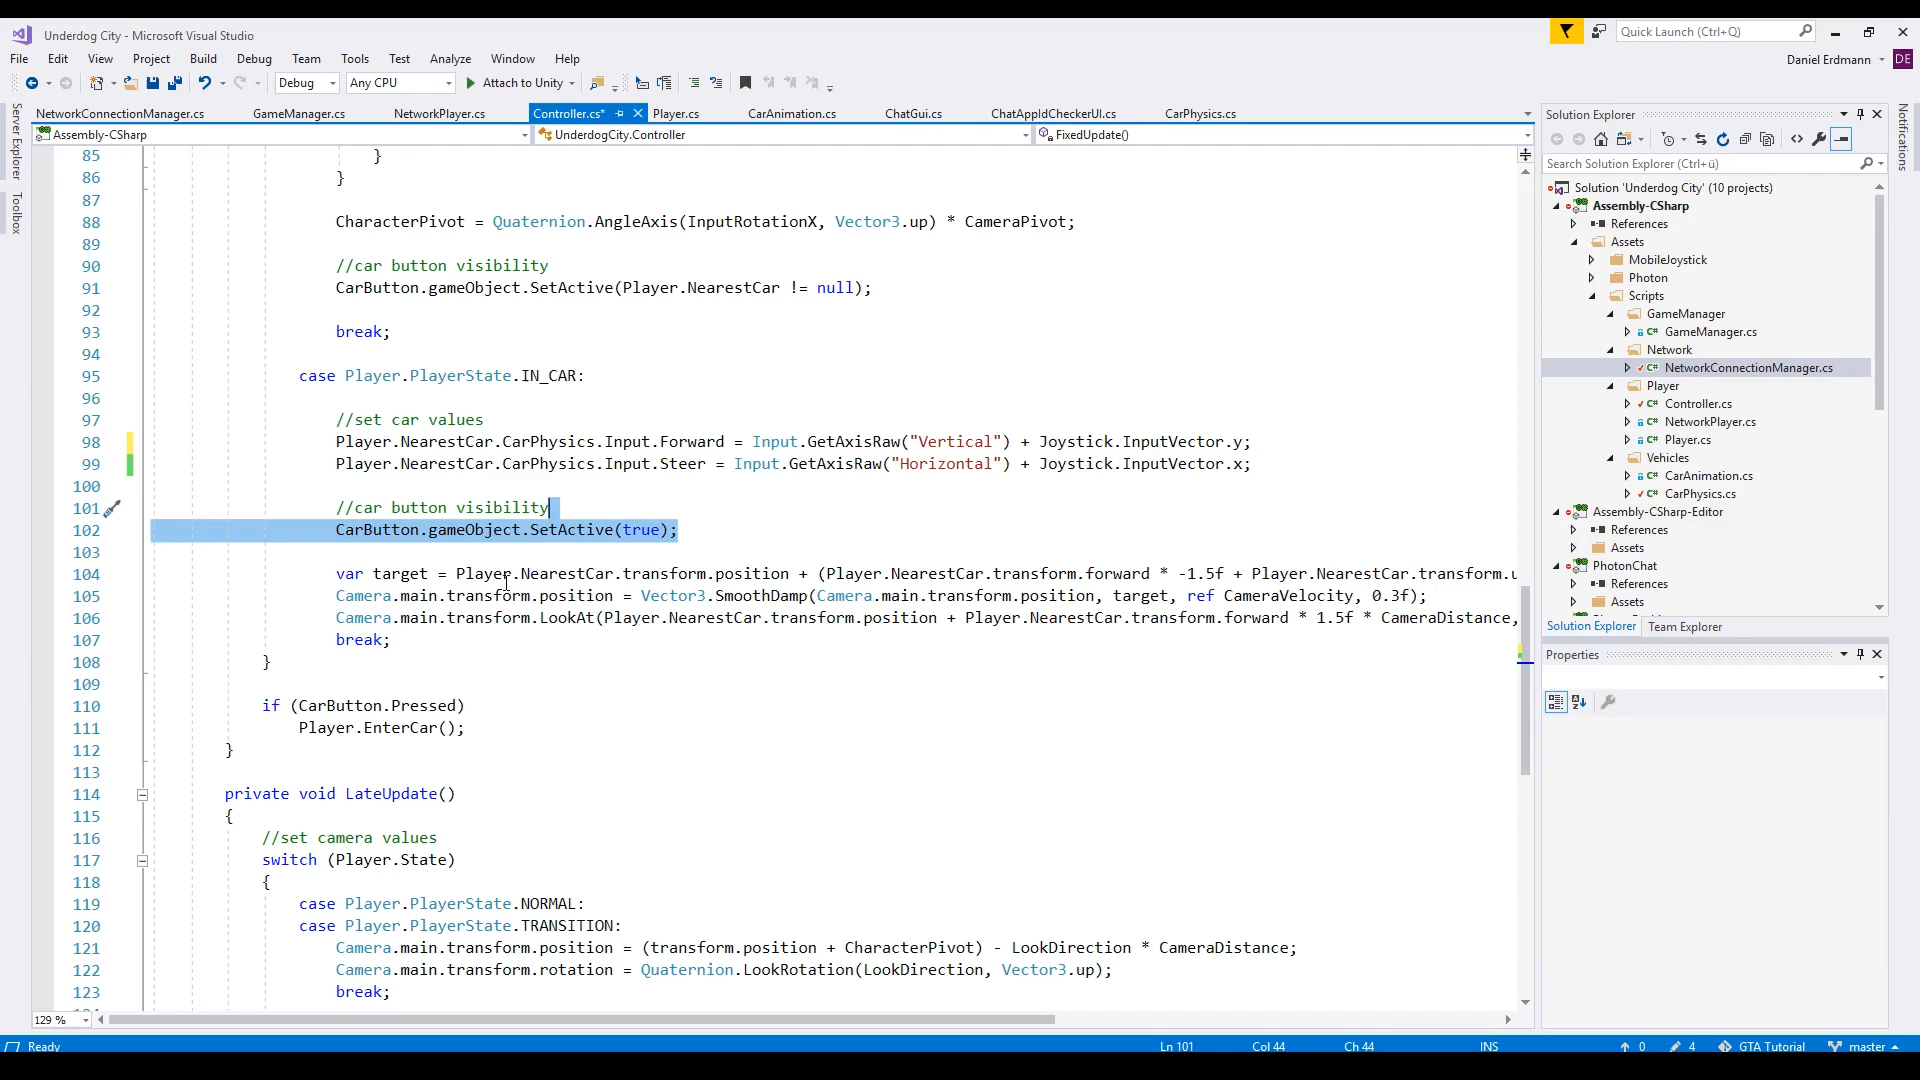 Underdog City - Microsoft Visual Studio
Quick Launch (Ctrl+Q)
File Edit View Project Build Debug Team Tools Test Analyze Window Help
Daniel Erdmann
DE
Debug Any CPU Attach to Unity
Server Explorer
Toolbox
Notifications
NetworkConnectionManager.cs GameManager.cs NetworkPlayer.cs Controller.cs* Player.cs CarAnimation.cs ChatGui.cs ChatAppIdCheckerUI.cs CarPhysics.cs
Assembly-CSharp UnderdogCity.Controller FixedUpdate()
85 }
86 }
87
88 CharacterPivot = Quaternion.AngleAxis(InputRotationX, Vector3.up) * CameraPivot;
89
90 //car button visibility
91 CarButton.gameObject.SetActive(Player.NearestCar != null);
92
93 break;
94
95 case Player.PlayerState.IN_CAR:
96
97 //set car values
98 Player.NearestCar.CarPhysics.Input.Forward = Input.GetAxisRaw("Vertical") + Joystick.InputVector.y;
99 Player.NearestCar.CarPhysics.Input.Steer = Input.GetAxisRaw("Horizontal") + Joystick.InputVector.x;
100
101 //car button visibility
102 CarButton.gameObject.SetActive(true);
103
104 var target = Player.NearestCar.transform.position + (Player.NearestCar.transform.forward * -1.5f + Player.NearestCar.transform.u
105 Camera.main.transform.position = Vector3.SmoothDamp(Camera.main.transform.position, target, ref CameraVelocity, 0.3f);
106 Camera.main.transform.LookAt(Player.NearestCar.transform.position + Player.NearestCar.transform.forward * 1.5f * CameraDistance,
107 break;
108 }
109
110 if (CarButton.Pressed)
111 Player.EnterCar();
112 }
113
114 private void LateUpdate()
115 {
116 //set camera values
117 switch (Player.State)
118 {
119 case Player.PlayerState.NORMAL:
120 case Player.PlayerState.TRANSITION:
121 Camera.main.transform.position = (transform.position + CharacterPivot) - LookDirection * CameraDistance;
122 Camera.main.transform.rotation = Quaternion.LookRotation(LookDirection, Vector3.up);
123 break;
129 %
Solution Explorer
Search Solution Explorer (Ctrl+ü)
Solution 'Underdog City' (10 projects)
Assembly-CSharp
References
Assets
MobileJoystick
Photon
Scripts
GameManager
C# GameManager.cs
Network
C# NetworkConnectionManager.cs
Player
C# Controller.cs
C# NetworkPlayer.cs
C# Player.cs
Vehicles
C# CarAnimation.cs
C# CarPhysics.cs
Assembly-CSharp-Editor
References
Assets
PhotonChat
References
Assets
Solution Explorer Team Explorer
Properties
Ready Ln 101 Col 44 Ch 44 INS 0 4 GTA Tutorial master